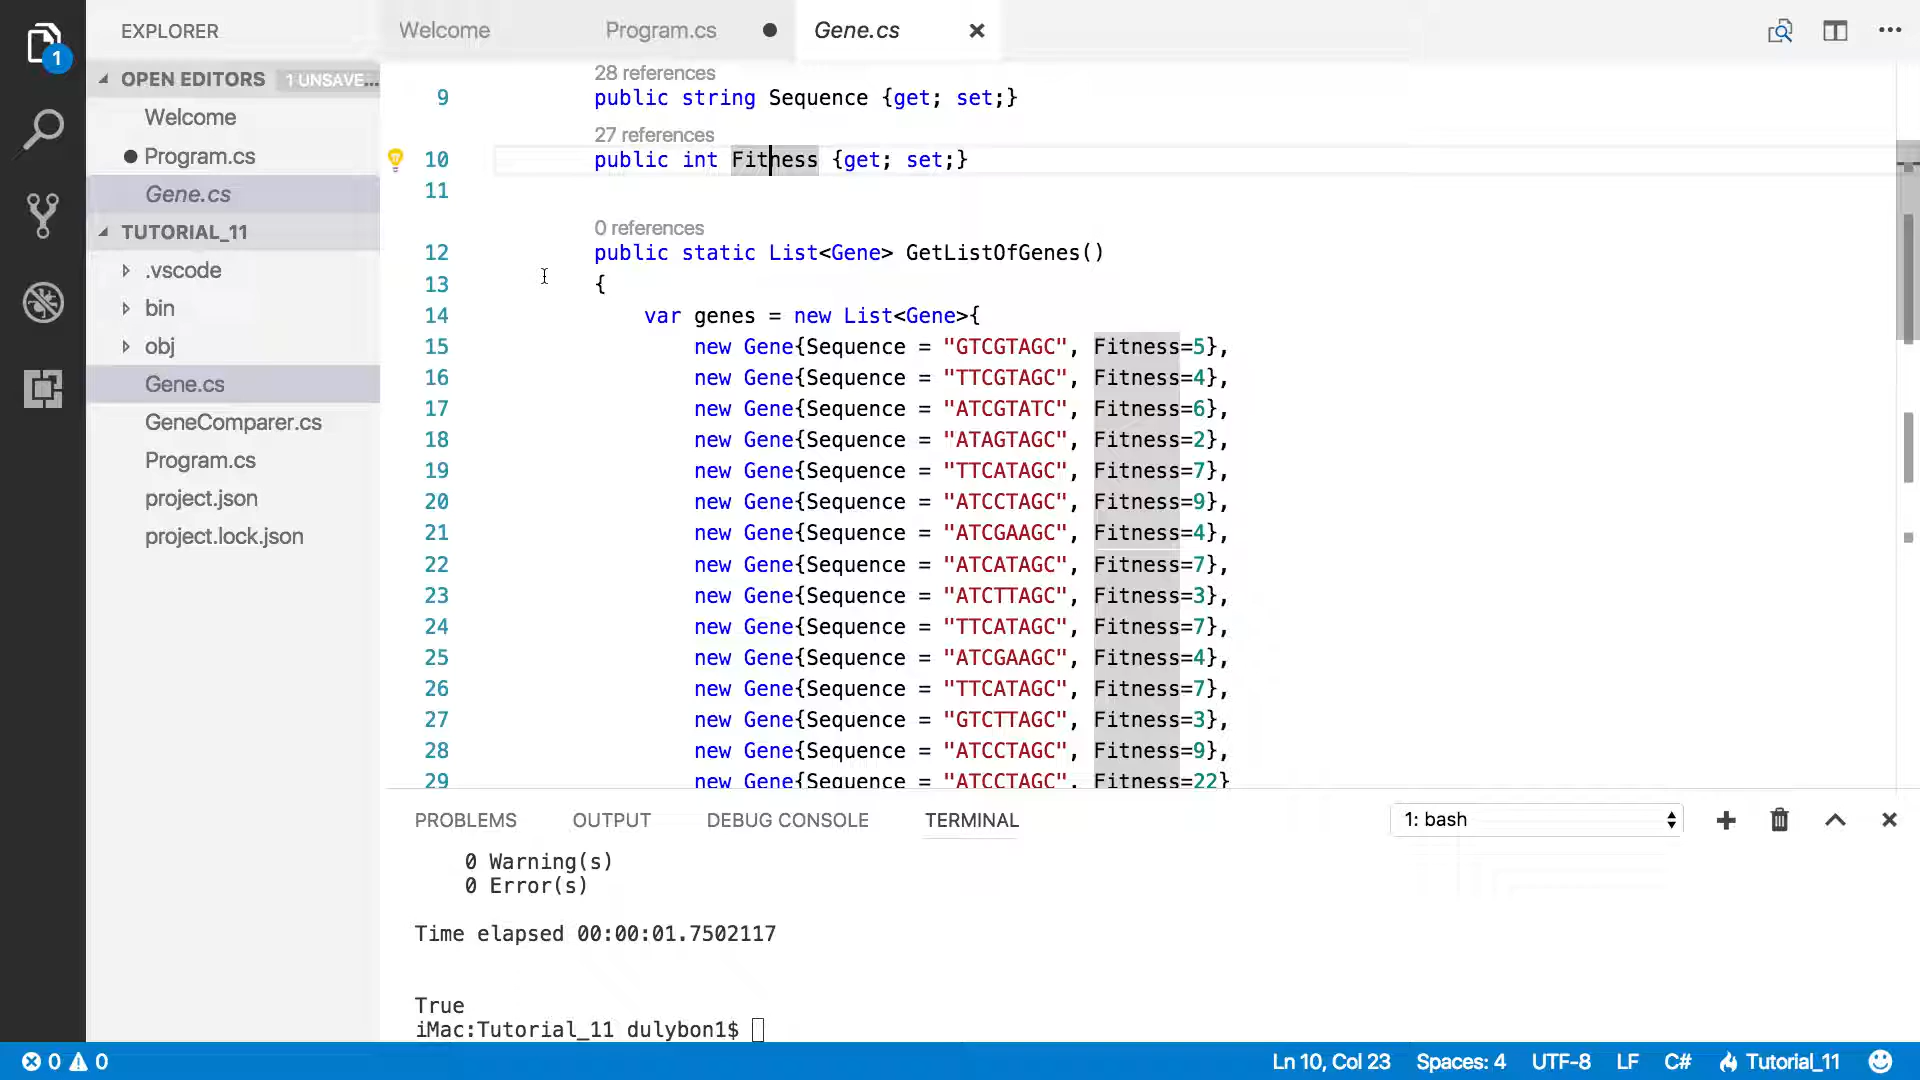 EXPLORER
OPEN EDITORS 1 UNSAVE...
Welcome
Program.cs
Gene.cs
TUTORIAL_11
.vscode
bin
obj
Gene.cs
GeneComparer.cs
Program.cs
project.json
project.lock.json
1
Welcome Program.cs Gene.cs
28 references
9 public string Sequence {get; set;}
27 references
10 public int Fitness {get; set;}
11
0 references
12 public static List<Gene> GetListOfGenes()
13 {
14 var genes = new List<Gene>{
15 new Gene{Sequence = "GTCGTAGC", Fitness=5},
16 new Gene{Sequence = "TTCGTAGC", Fitness=4},
17 new Gene{Sequence = "ATCGTATC", Fitness=6},
18 new Gene{Sequence = "ATAGTAGC", Fitness=2},
19 new Gene{Sequence = "TTCATAGC", Fitness=7},
20 new Gene{Sequence = "ATCCTAGC", Fitness=9},
21 new Gene{Sequence = "ATCGAAGC", Fitness=4},
22 new Gene{Sequence = "ATCATAGC", Fitness=7},
23 new Gene{Sequence = "ATCTTAGC", Fitness=3},
24 new Gene{Sequence = "TTCATAGC", Fitness=7},
25 new Gene{Sequence = "ATCGAAGC", Fitness=4},
26 new Gene{Sequence = "TTCATAGC", Fitness=7},
27 new Gene{Sequence = "GTCTTAGC", Fitness=3},
28 new Gene{Sequence = "ATCCTAGC", Fitness=9},
29 new Gene{Sequence = "ATCCTAGC", Fitness=22}
PROBLEMS OUTPUT DEBUG CONSOLE TERMINAL 1: bash
0 Warning(s)
0 Error(s)
Time elapsed 00:00:01.7502117
True
iMac:Tutorial_11 dulybon1$
0 0 Ln 10, Col 23 Spaces: 4 UTF-8 LF C# Tutorial_11